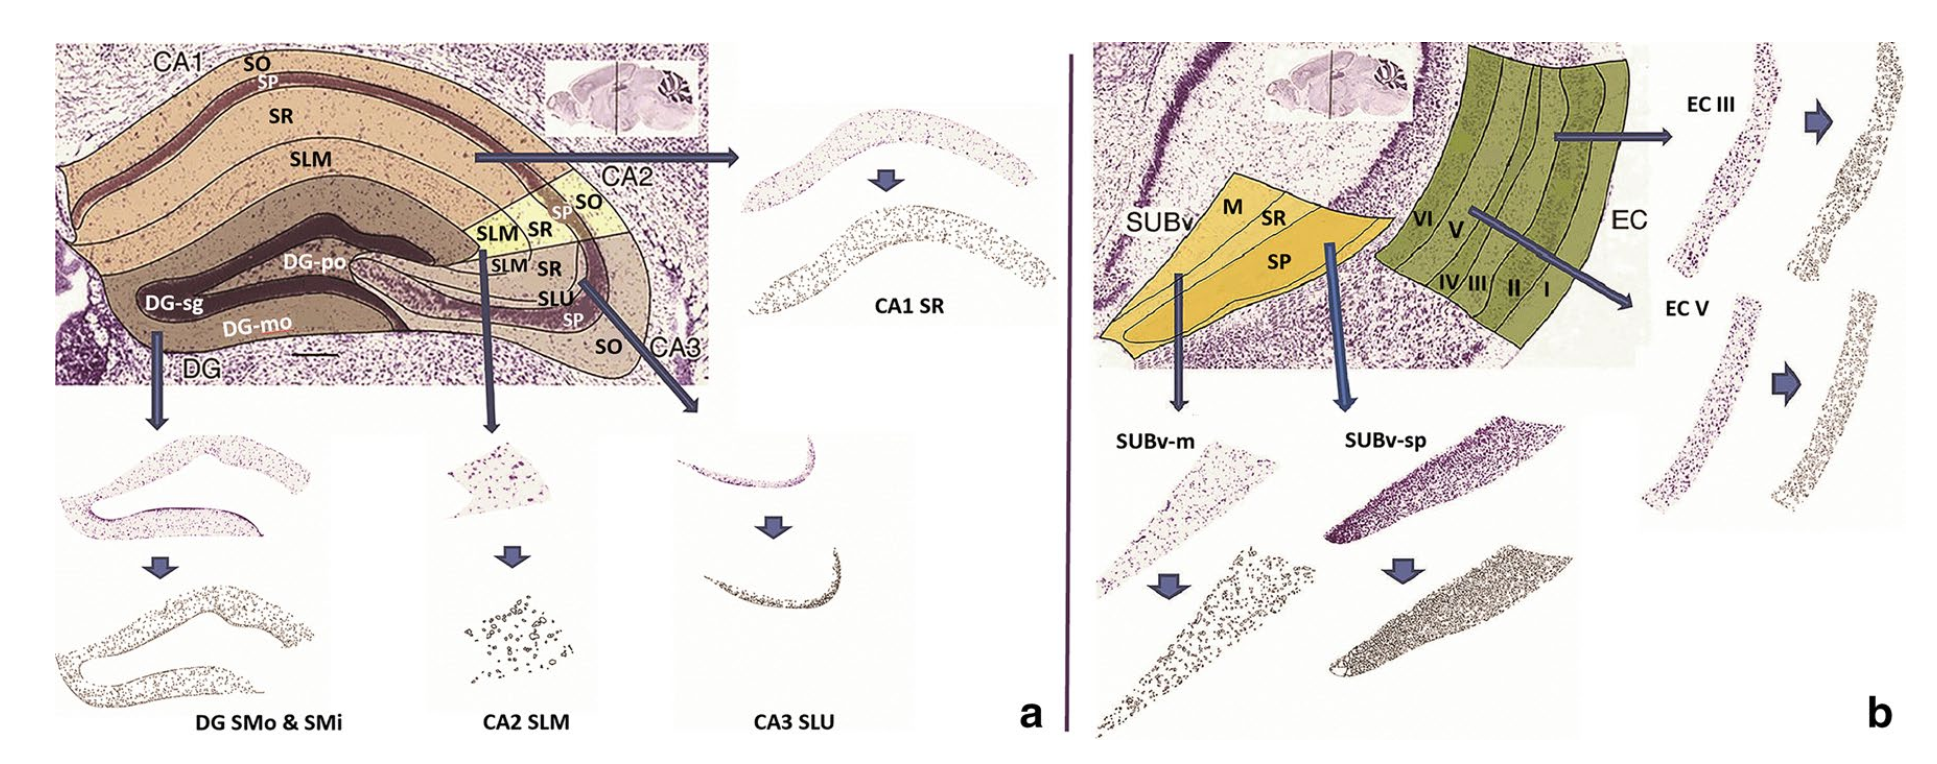 CA1
SO
SP
SR
SLM
CA2
SO
SP
SR
SLM
SLM
SR
DG-po
SLU
DG-sg
SP
DG-mo
SO
CA3
DG
CA1 SR
DG SMo & SMi
CA2 SLM
CA3 SLU
a
SUBv
M
SR
SP
VI
V
IV
III
II
I
EC
EC III
EC V
SUBv-m
SUBv-sp
b